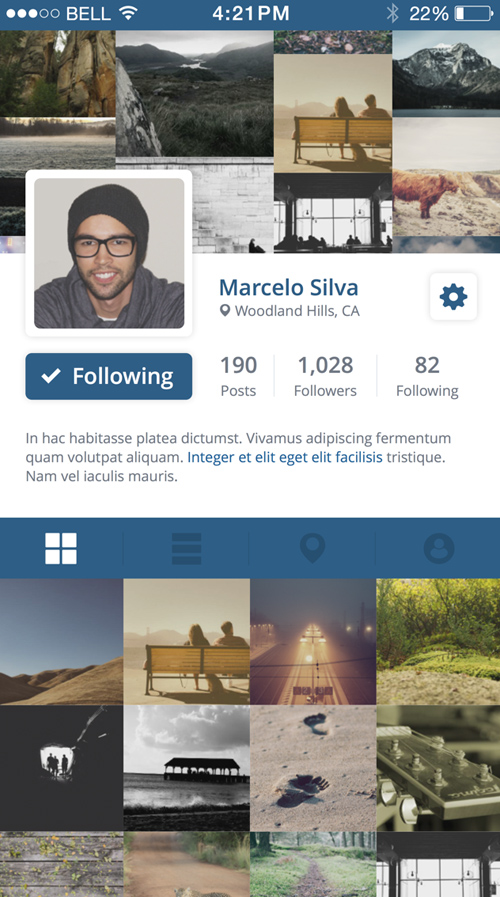 BELL 4:21PM 22%
Marcelo Silva
Woodland Hills, CA
Following
190 1,028 82
Posts Followers Following
In hac habitasse platea dictumst. Vivamus adipiscing fermentum
quam volutpat aliquam. Integer et elit eget elit facilisis tristique.
Nam vel iaculis mauris.